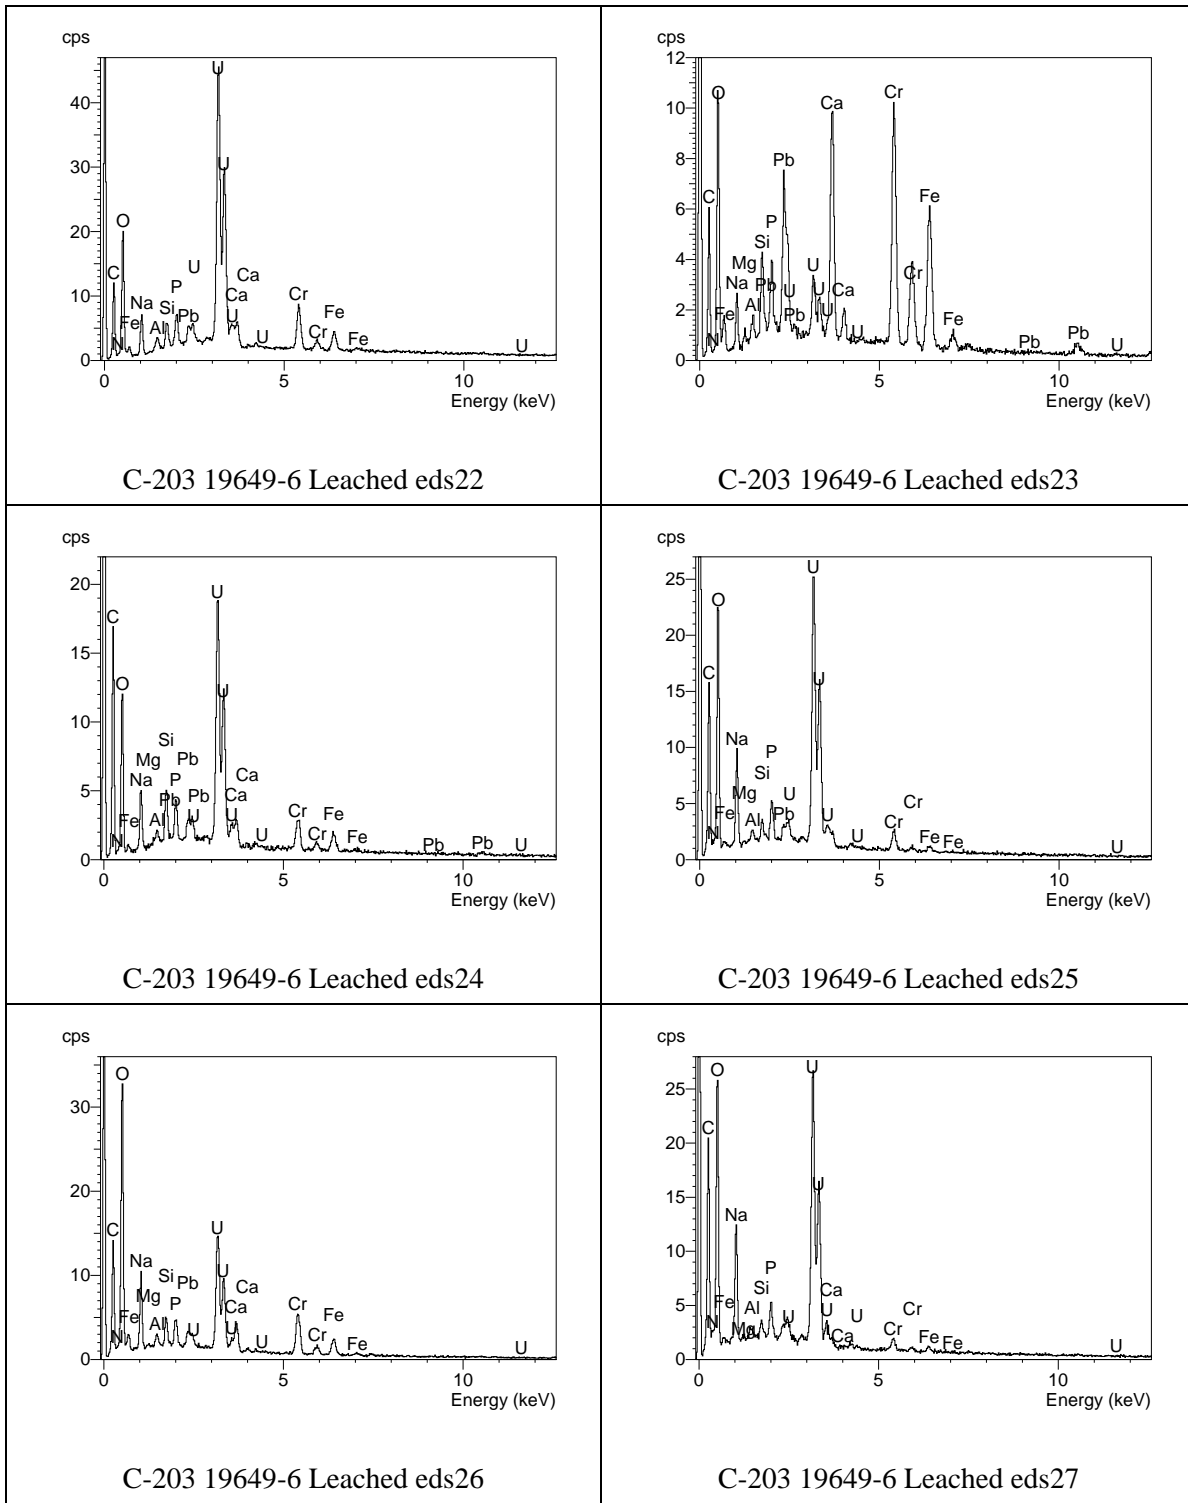 cps
U
40
30
U
20
O
C
10
Na
Fe
N
Al
Si
P
Pb
U
Ca
Ca
U
U
Cr
Cr
Fe
Fe
U
0
0
5
10
Energy (keV)
C-203 19649-6 Leached eds22
cps
12
10
8
6
4
2
0
C
O
N
Fe
Na
Mg
Al
Si
Pb
P
Pb
U
Pb
U
U
U
Ca
Ca
U
Cr
Cr
Fe
Fe
Pb
Pb
U
0
5
10
Energy (keV)
C-203 19649-6 Leached eds23
cps
20
15
10
5
0
C
O
N
Fe
Na
Mg
Al
Si
Pb
P
Pb
U
Pb
U
U
U
Ca
Ca
U
Cr
Cr
Fe
Fe
Pb
Pb
U
0
5
10
Energy (keV)
C-203 19649-6 Leached eds24
cps
25
20
15
10
5
0
C
O
N
Fe
Na
Mg
Al
Si
P
Pb
U
U
U
U
U
Cr
Cr
Fe
Fe
U
0
5
10
Energy (keV)
C-203 19649-6 Leached eds25
cps
30
20
10
0
C
O
N
Fe
Na
Mg
Al
Si
P
Pb
U
U
U
U
Ca
Ca
U
Cr
Cr
Fe
Fe
U
0
5
10
Energy (keV)
C-203 19649-6 Leached eds26
cps
25
20
15
10
5
0
C
O
N
Fe
Na
Mg
Al
Si
P
U
U
U
U
Ca
Ca
U
Cr
Cr
Fe
Fe
U
0
5
10
Energy (keV)
C-203 19649-6 Leached eds27